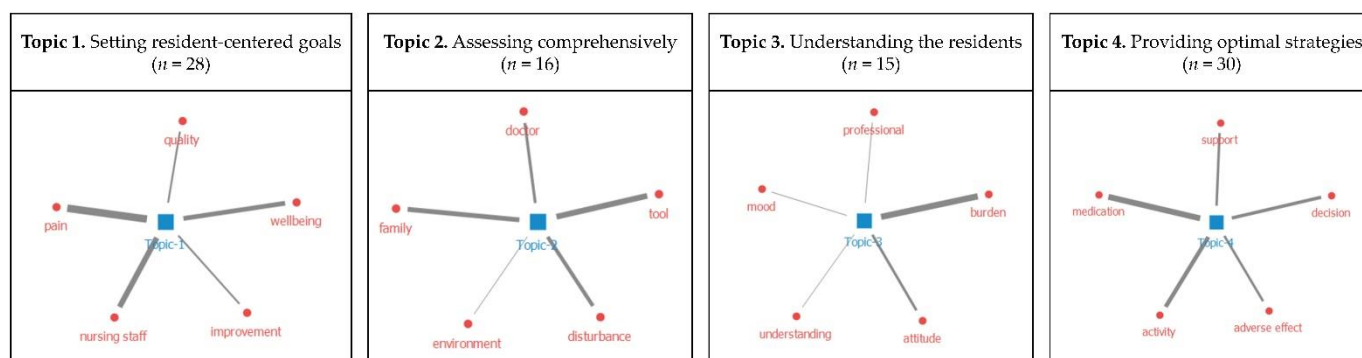 Topic 1. Setting resident-centered goals
(n = 28)
quality
pain
wellbeing
Topic-1
nursing staff
improvement
Topic 2. Assessing comprehensively
(n = 16)
doctor
tool
family
Topic-2
environment
disturbance
Topic 3. Understanding the residents
(n = 15)
professional
mood
burden
Topic-3
understanding
attitude
Topic 4. Providing optimal strategies
(n = 30)
support
medication
decision
Topic-4
activity
adverse effect